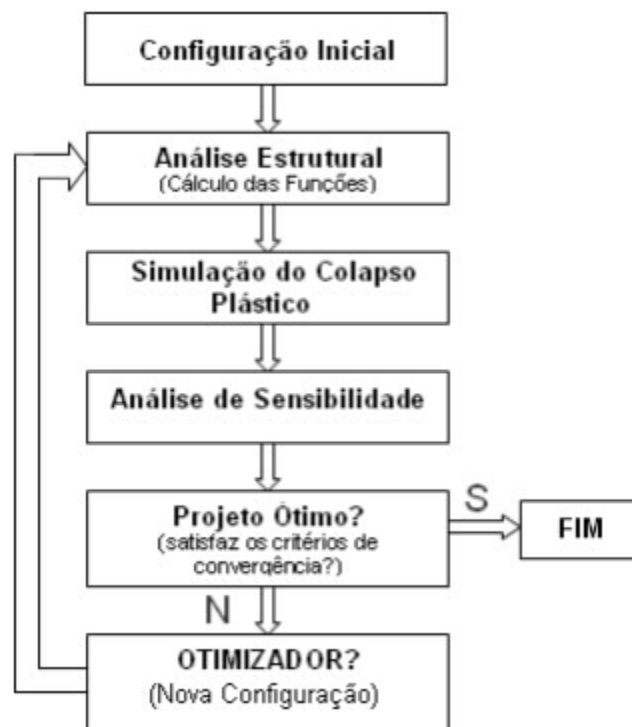 Configuração Inicial
Análise Estrutural
(Cálculo das Funções)
Simulação do Colapso
Plástico
Análise de Sensibilidade
Projeto Ótimo?
(satisfaz os critérios de
convergência?)
S
FIM
N
OTIMIZADOR?
(Nova Configuração)